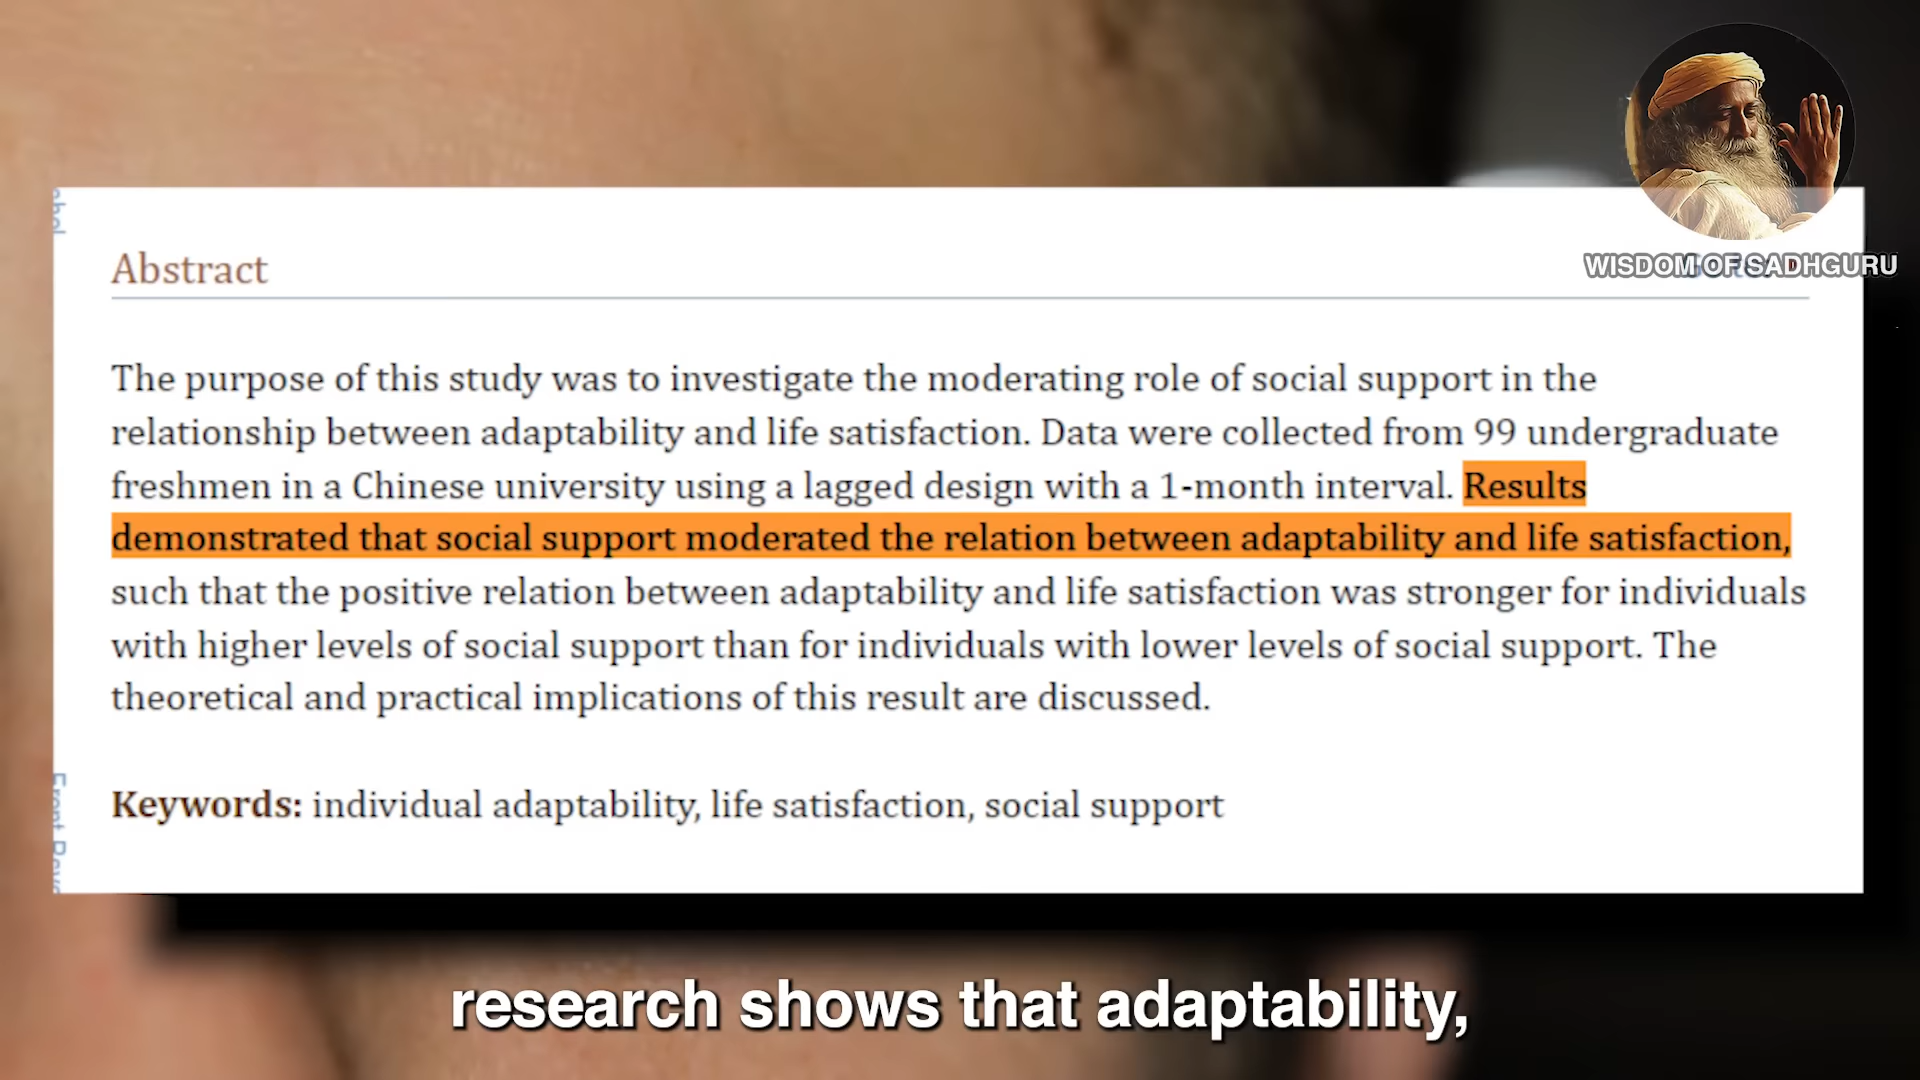 WISDOM OF SADHGURU
Abstract
The purpose of this study was to investigate the moderating role of social support in the
relationship between adaptability and life satisfaction. Data were collected from 99 undergraduate
freshmen in a Chinese university using a lagged design with a 1-month interval. Results
demonstrated that social support moderated the relation between adaptability and life satisfaction,
such that the positive relation between adaptability and life satisfaction was stronger for individuals
with higher levels of social support than for individuals with lower levels of social support. The
theoretical and practical implications of this result are discussed.
Keywords: individual adaptability, life satisfaction, social support
research shows that adaptability,